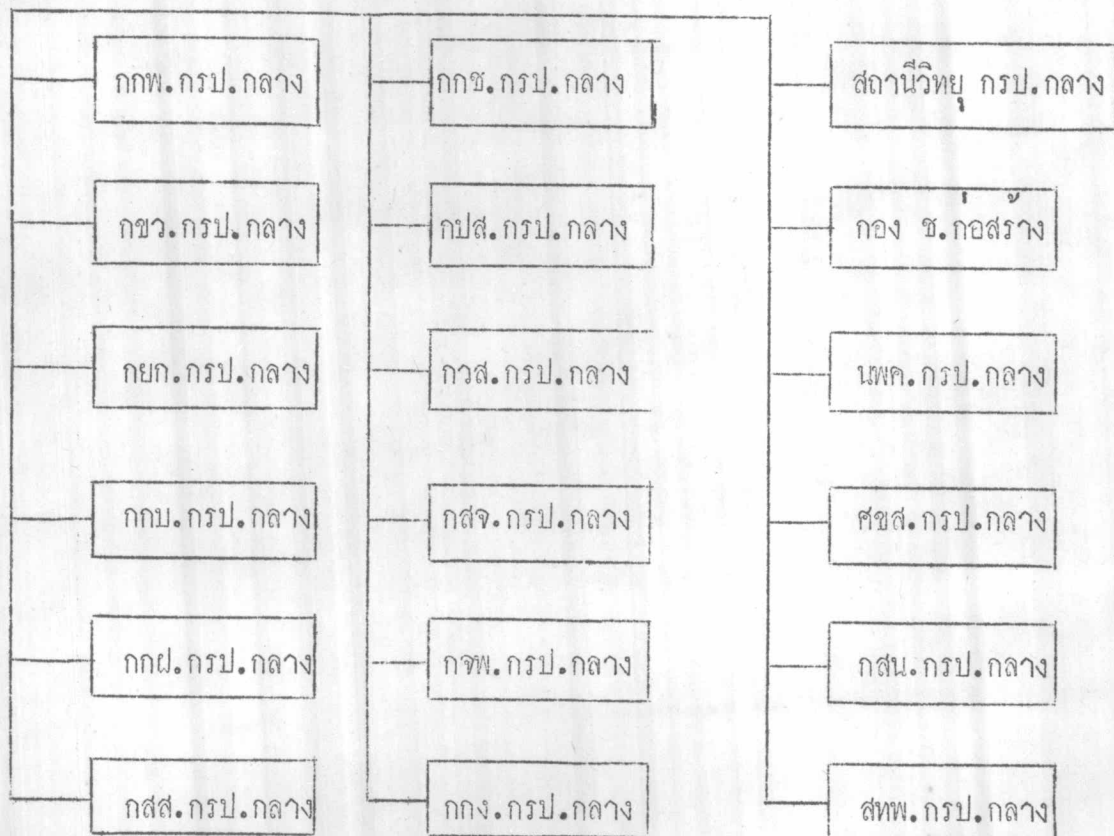 กกพ.กรป.กลาง
กกช.กรป.กลาง
สถานีวิทยุ กรป.กลาง
กขว.กรป.กลาง
กปส.กรป.กลาง
กอง ช.ก่อสร้าง
กยก.กรป.กลาง
กวส.กรป.กลาง
นพค.กรป.กลาง
กกบ.กรป.กลาง
กสจ.กรป.กลาง
ศขส.กรป.กลาง
กกฝ.กรป.กลาง
กจพ.กรป.กลาง
กสน.กรป.กลาง
กสส.กรป.กลาง
กกง.กรป.กลาง
สทพ.กรป.กลาง